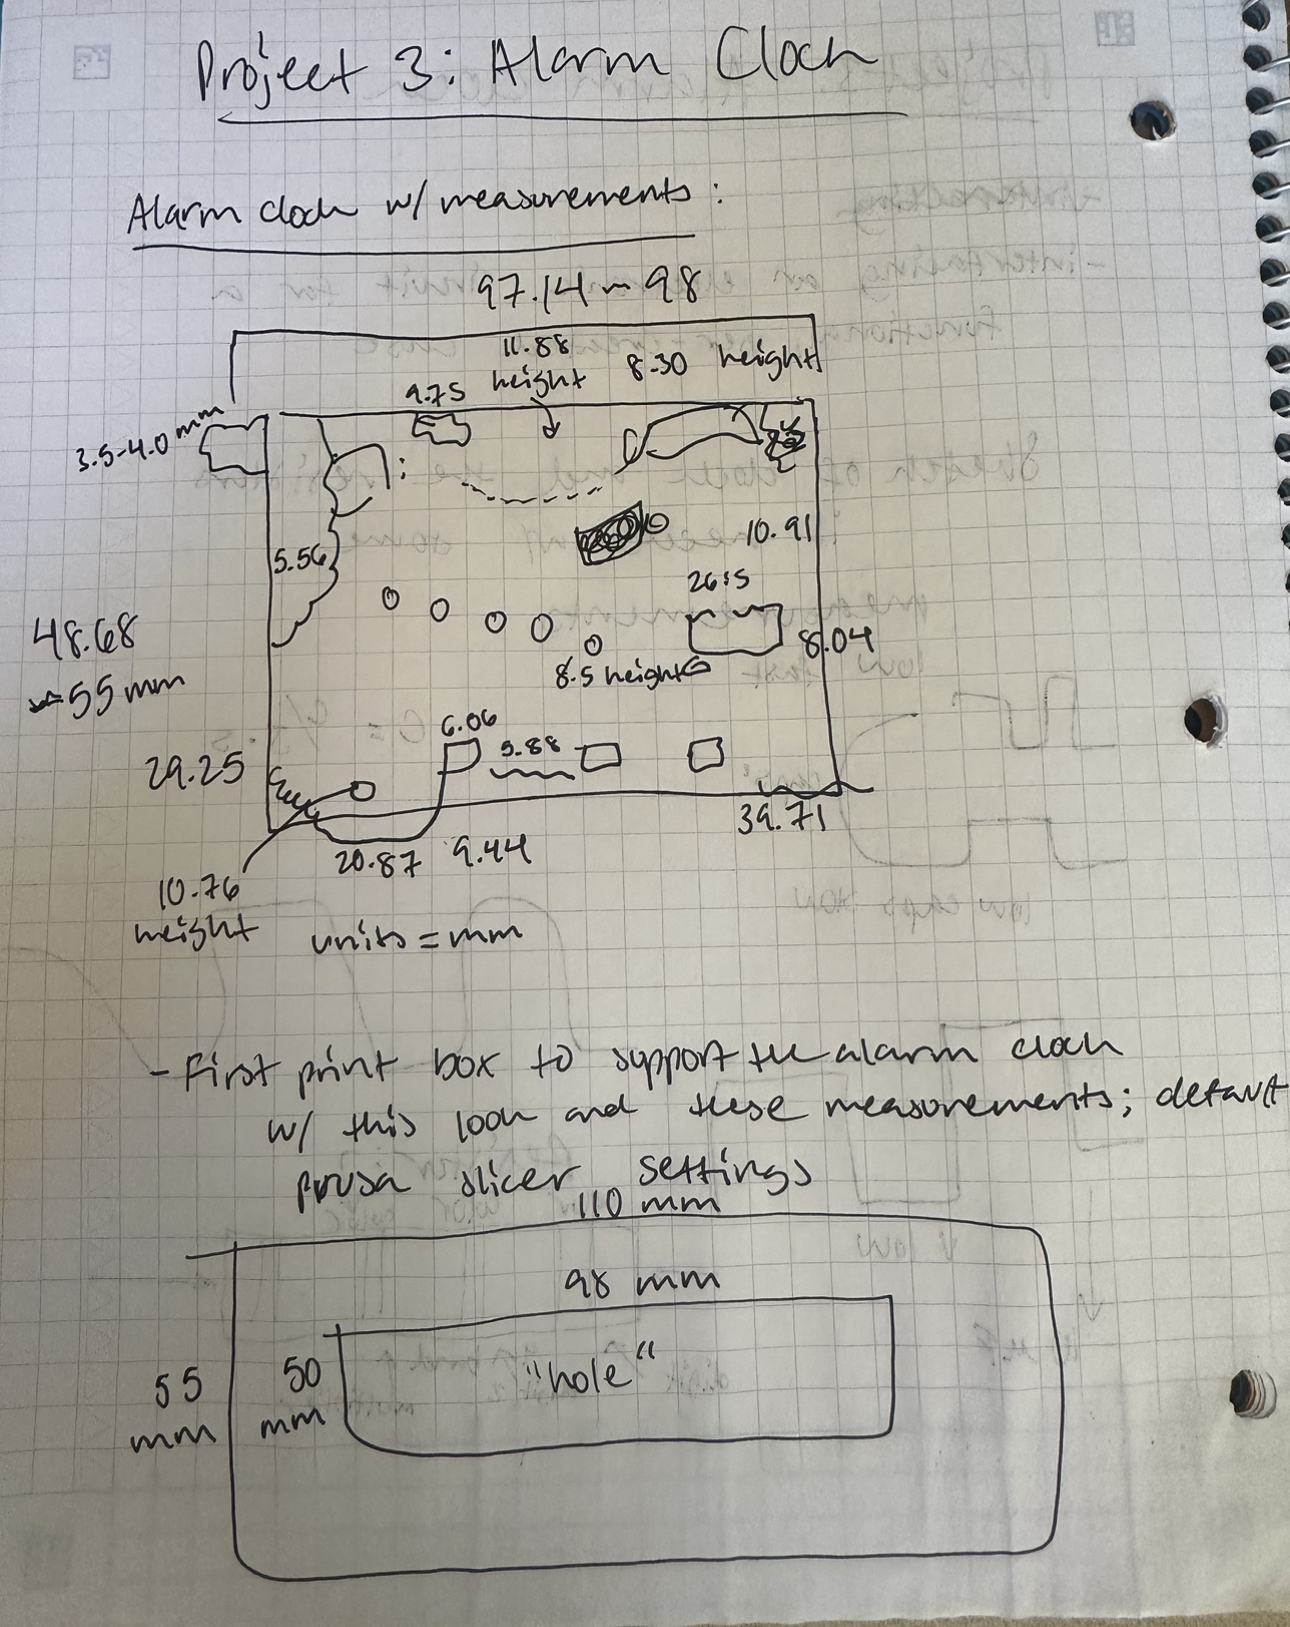 Project 3: Alarm Clock
Alarm clock w/ measurements:
97.14 ~ 98
11.88
height
8.30 height
9.75
3.5-4.0 mm
5.56
10.91
26.5
8.04
8.5 height
48.68
55 mm
6.06
9.88
29.25
39.71
20.87 9.44
10.76
height
units = mm
- First print box to support the alarm clock
w/ this look and these measurements; default
prusa slicer settings
110 mm
98 mm
55
mm
50
mm
"hole"